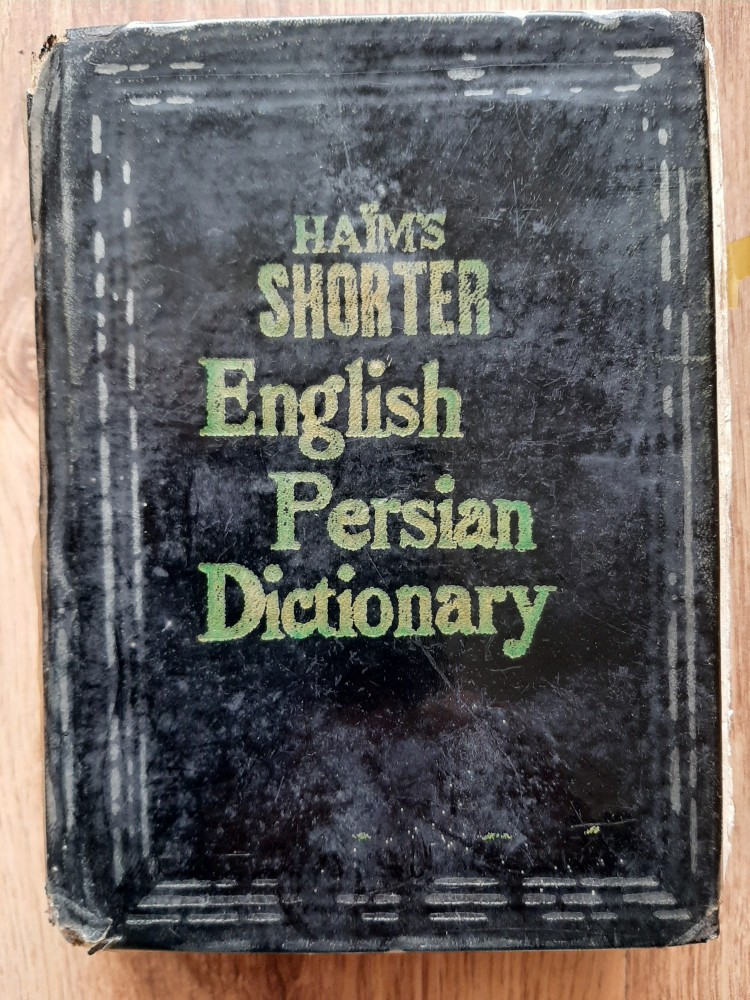 HAÏM'S
SHORTER
English
Persian
Dictionary